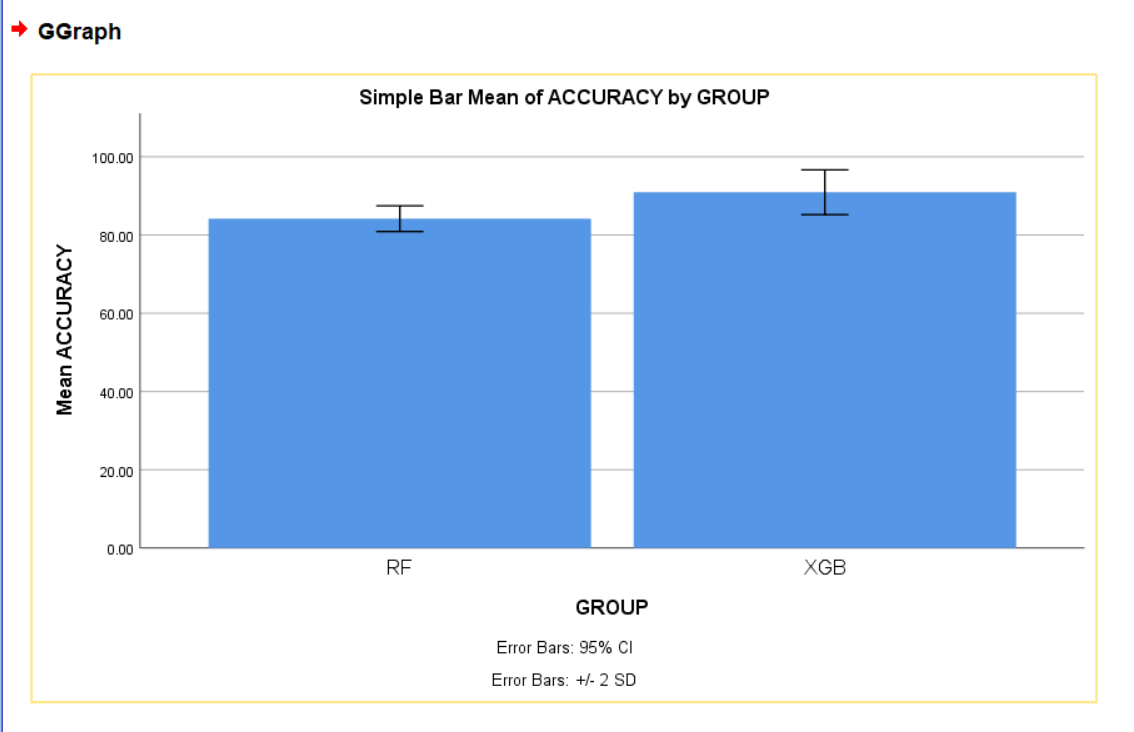 GGraph
Simple Bar Mean of ACCURACY by GROUP
Mean ACCURACY
100.00
80.00
60.00
40.00
20.00
0.00
RF XGB
GROUP
Error Bars: 95% CI
Error Bars: +/- 2 SD